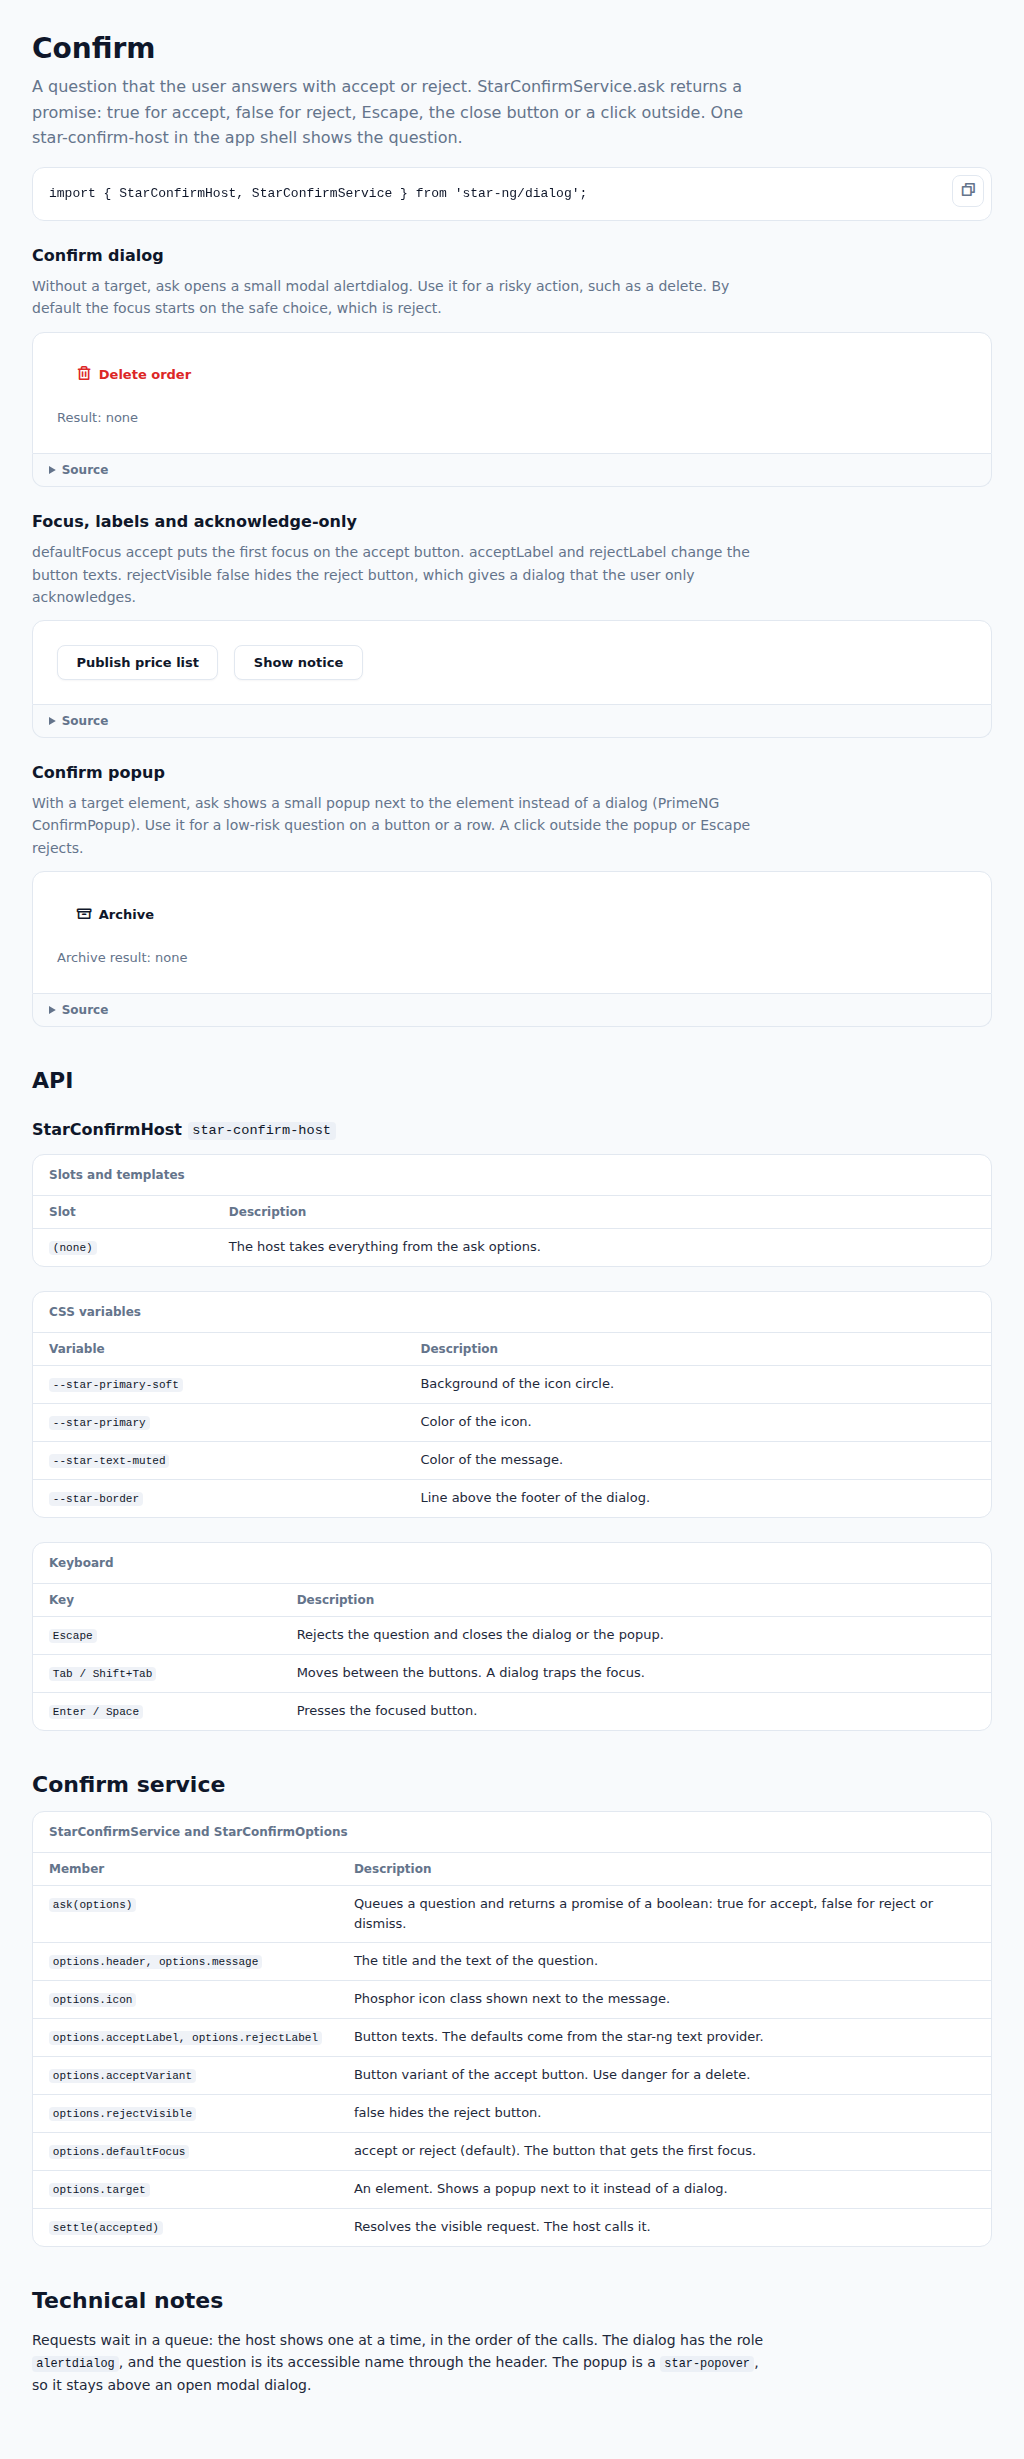 Confirm
A question that the user answers with accept or reject. StarConfirmService.ask returns a
promise: true for accept, false for reject, Escape, the close button or a click outside. One
star-confirm-host in the app shell shows the question.
import { StarConfirmHost, StarConfirmService } from 'star-ng/dialog';
Confirm dialog
Without a target, ask opens a small modal alertdialog. Use it for a risky action, such as a delete. By
default the focus starts on the safe choice, which is reject.
Delete order
Result: none
Source
Focus, labels and acknowledge-only
defaultFocus accept puts the first focus on the accept button. acceptLabel and rejectLabel change the
button texts. rejectVisible false hides the reject button, which gives a dialog that the user only
acknowledges.
Publish price list Show notice
Source
Confirm popup
With a target element, ask shows a small popup next to the element instead of a dialog (PrimeNG
ConfirmPopup). Use it for a low-risk question on a button or a row. A click outside the popup or Escape
rejects.
Archive
Archive result: none
Source
API
StarConfirmHost star-confirm-host
Slots and templates
Slot Description
(none) The host takes everything from the ask options.
CSS variables
Variable Description
--star-primary-soft Background of the icon circle.
--star-primary Color of the icon.
--star-text-muted Color of the message.
--star-border Line above the footer of the dialog.
Keyboard
Key Description
Escape Rejects the question and closes the dialog or the popup.
Tab / Shift+Tab Moves between the buttons. A dialog traps the focus.
Enter / Space Presses the focused button.
Confirm service
StarConfirmService and StarConfirmOptions
Member Description
ask(options) Queues a question and returns a promise of a boolean: true for accept, false for reject or
dismiss.
options.header, options.message The title and the text of the question.
options.icon Phosphor icon class shown next to the message.
options.acceptLabel, options.rejectLabel Button texts. The defaults come from the star-ng text provider.
options.acceptVariant Button variant of the accept button. Use danger for a delete.
options.rejectVisible false hides the reject button.
options.defaultFocus accept or reject (default). The button that gets the first focus.
options.target An element. Shows a popup next to it instead of a dialog.
settle(accepted) Resolves the visible request. The host calls it.
Technical notes
Requests wait in a queue: the host shows one at a time, in the order of the calls. The dialog has the role
alertdialog, and the question is its accessible name through the header. The popup is a star-popover,
so it stays above an open modal dialog.